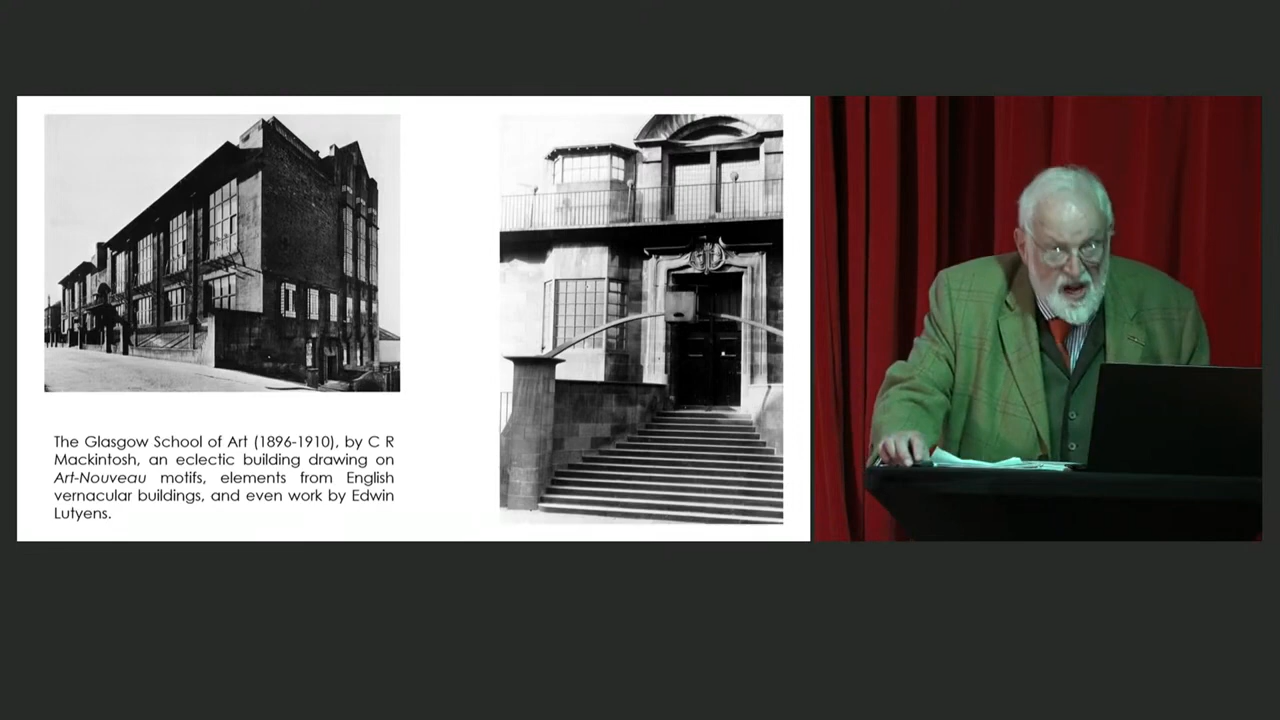 The Glasgow School of Art (1896-1910), by C R
Mackintosh, an eclectic building drawing on
Art-Nouveau motifs, elements from English
vernacular buildings, and even work by Edwin
Lutyens.